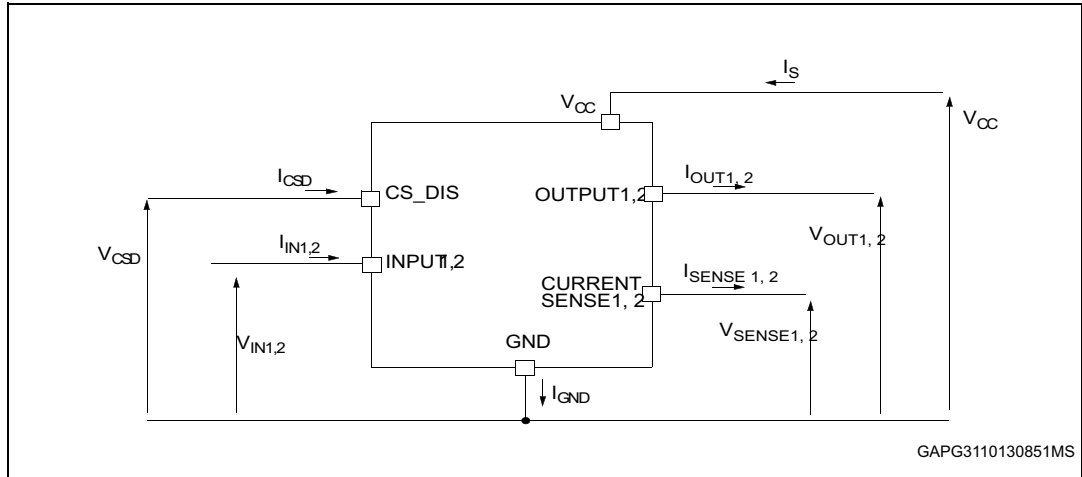 I_S
V_CC
V_CC
I_CSD
CS_DIS
OUTPUT1,2
I_OUT1, 2
V_CSD
I_IN1,2
INPUT1,2
V_OUT1, 2
CURRENT
SENSE1, 2
I_SENSE 1, 2
V_IN1,2
V_SENSE1, 2
GND
I_GND
GAPG3110130851MS